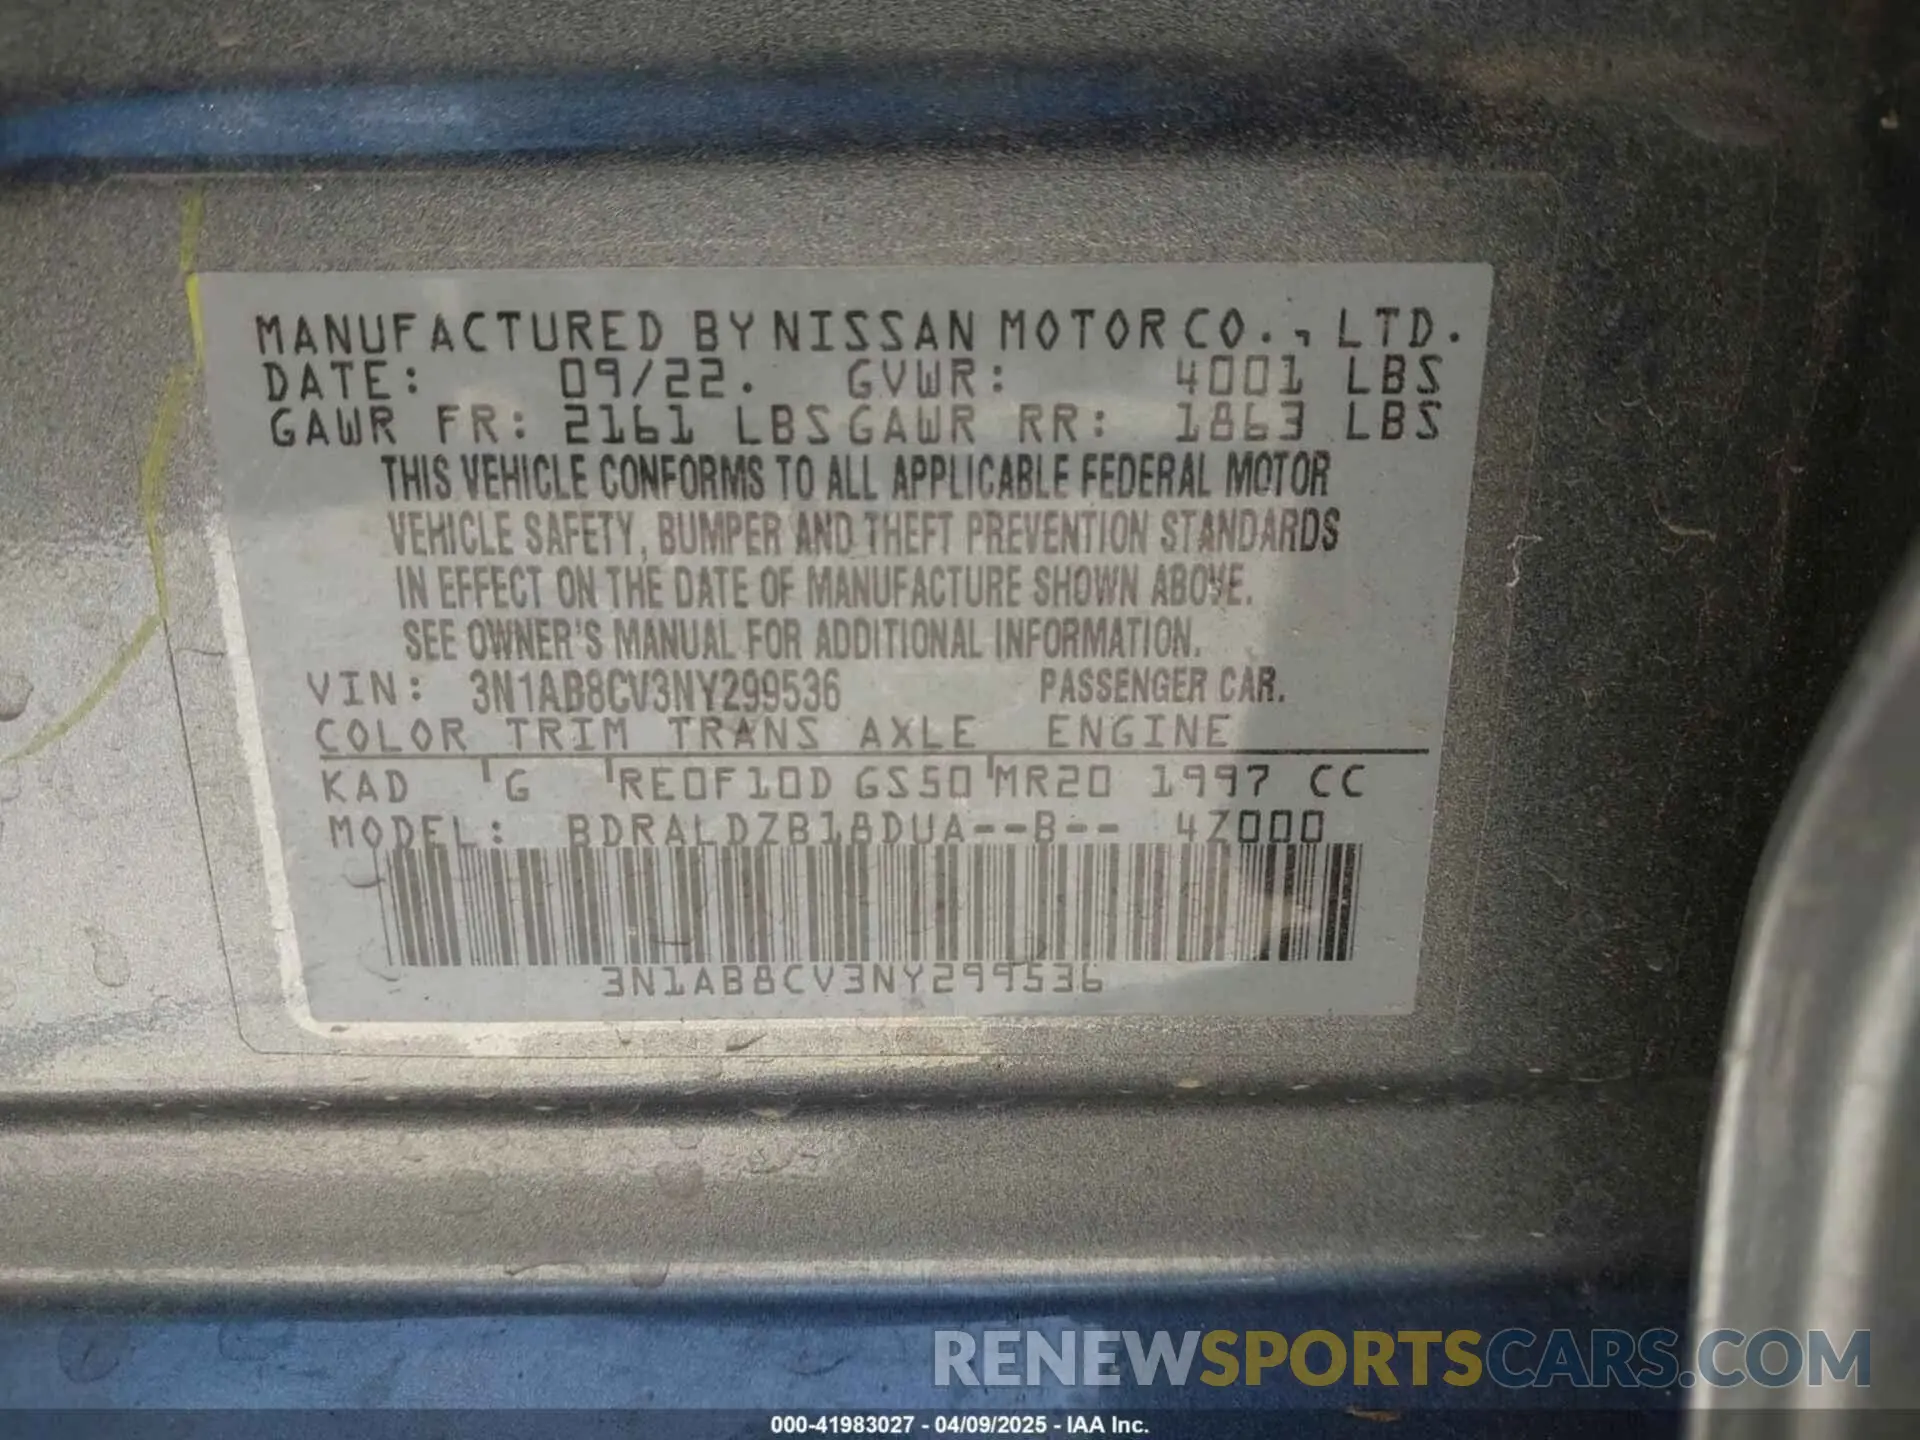 MANUFACTURED BY NISSAN MOTOR CO., LTD.
DATE: 09/22. GVWR: 4001 LBS
GAWR FR: 2161 LBS GAWR RR: 1863 LBS
THIS VEHICLE CONFORMS TO ALL APPLICABLE FEDERAL MOTOR
VEHICLE SAFETY, BUMPER AND THEFT PREVENTION STANDARDS
IN EFFECT ON THE DATE OF MANUFACTURE SHOWN ABOVE.
SEE OWNER'S MANUAL FOR ADDITIONAL INFORMATION.
VIN: 3N1AB8CV3NY299536 PASSENGER CAR.
COLOR TRIM TRANS AXLE ENGINE
KAD G RE0F10D GS50 MR20 1997 CC
MODEL: BDRALDZB18DUA--B-- 4Z000
3N1AB8CV3NY299536
RENEWSPORTSCARS.COM
000-41983027 - 04/09/2025 - IAA Inc.